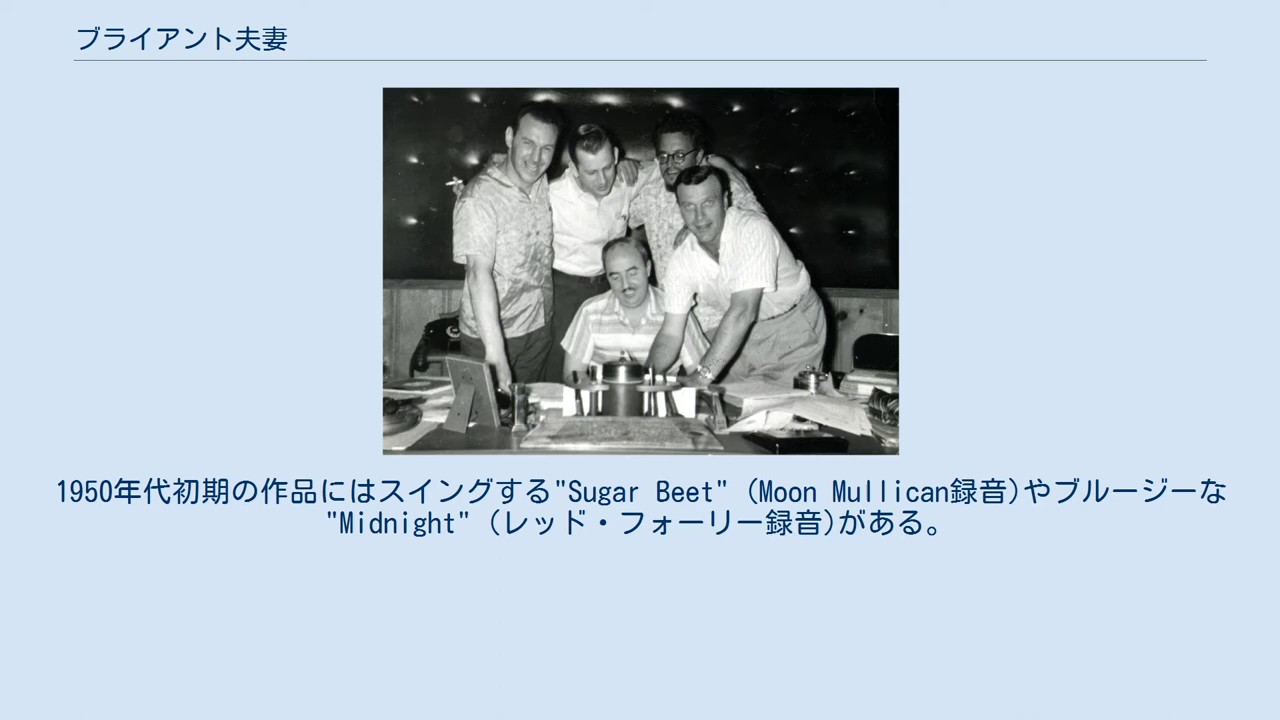 ブライアント夫妻
1950年代初期の作品にはスイングする"Sugar Beet" (Moon Mullican録音)やブルージーな
"Midnight" (レッド・フォーリー録音)がある。